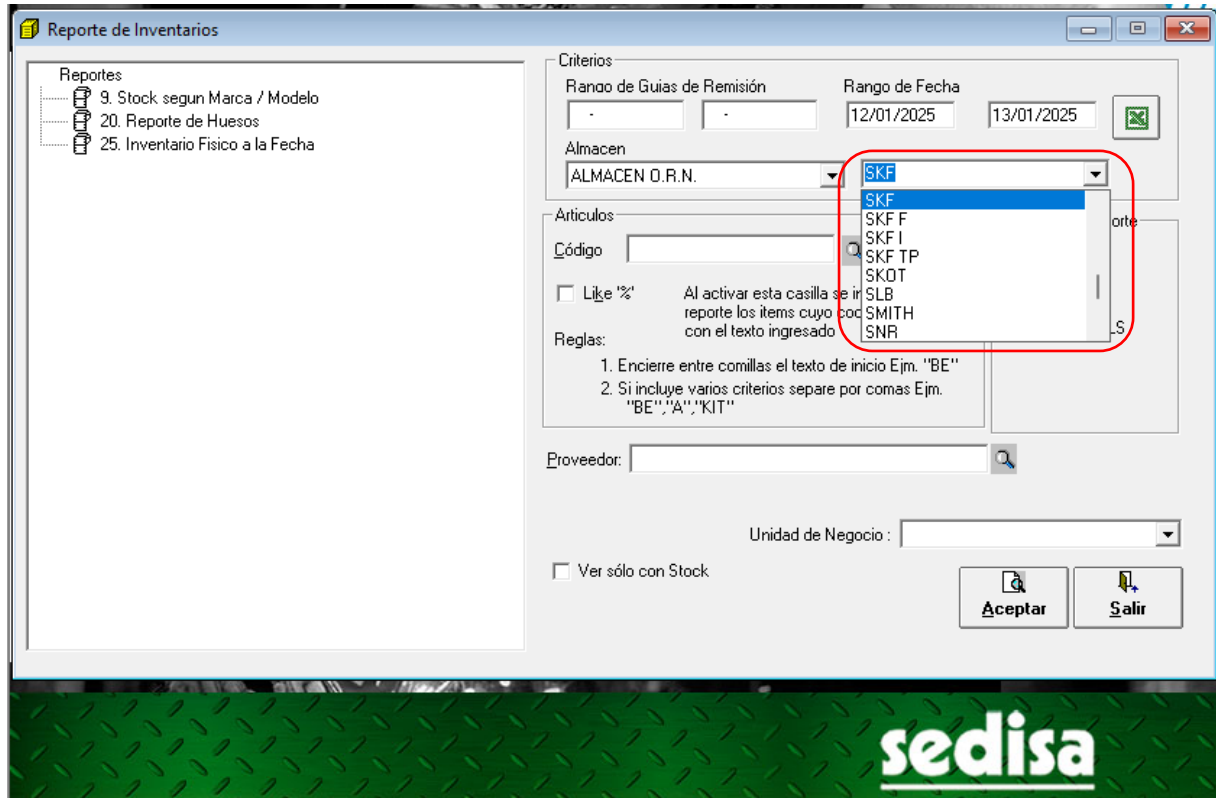 Reporte de Inventarios
Reportes
9. Stock segun Marca / Modelo
20. Reporte de Huesos
25. Inventario Fisico a la Fecha
Criterios
Rango de Guias de Remisión
Rango de Fecha
-
-
12/01/2025
13/01/2025
Almacen
ALMACEN O.R.N.
SKF
SKF
SKF F
SKF I
SKF TP
SKOT
SLB
SMITH
SNR
Articulos
orte
Código
LS
Like '%'
Al activar esta casilla se i
reporte los items cuyo co
con el texto ingresado
Reglas:
1. Encierre entre comillas el texto de inicio Ejm. "BE"
2. Si incluye varios criterios separe por comas Ejm.
"BE","A","KIT"
Proveedor:
Unidad de Negocio :
Ver sólo con Stock
Aceptar
Salir
sedisa